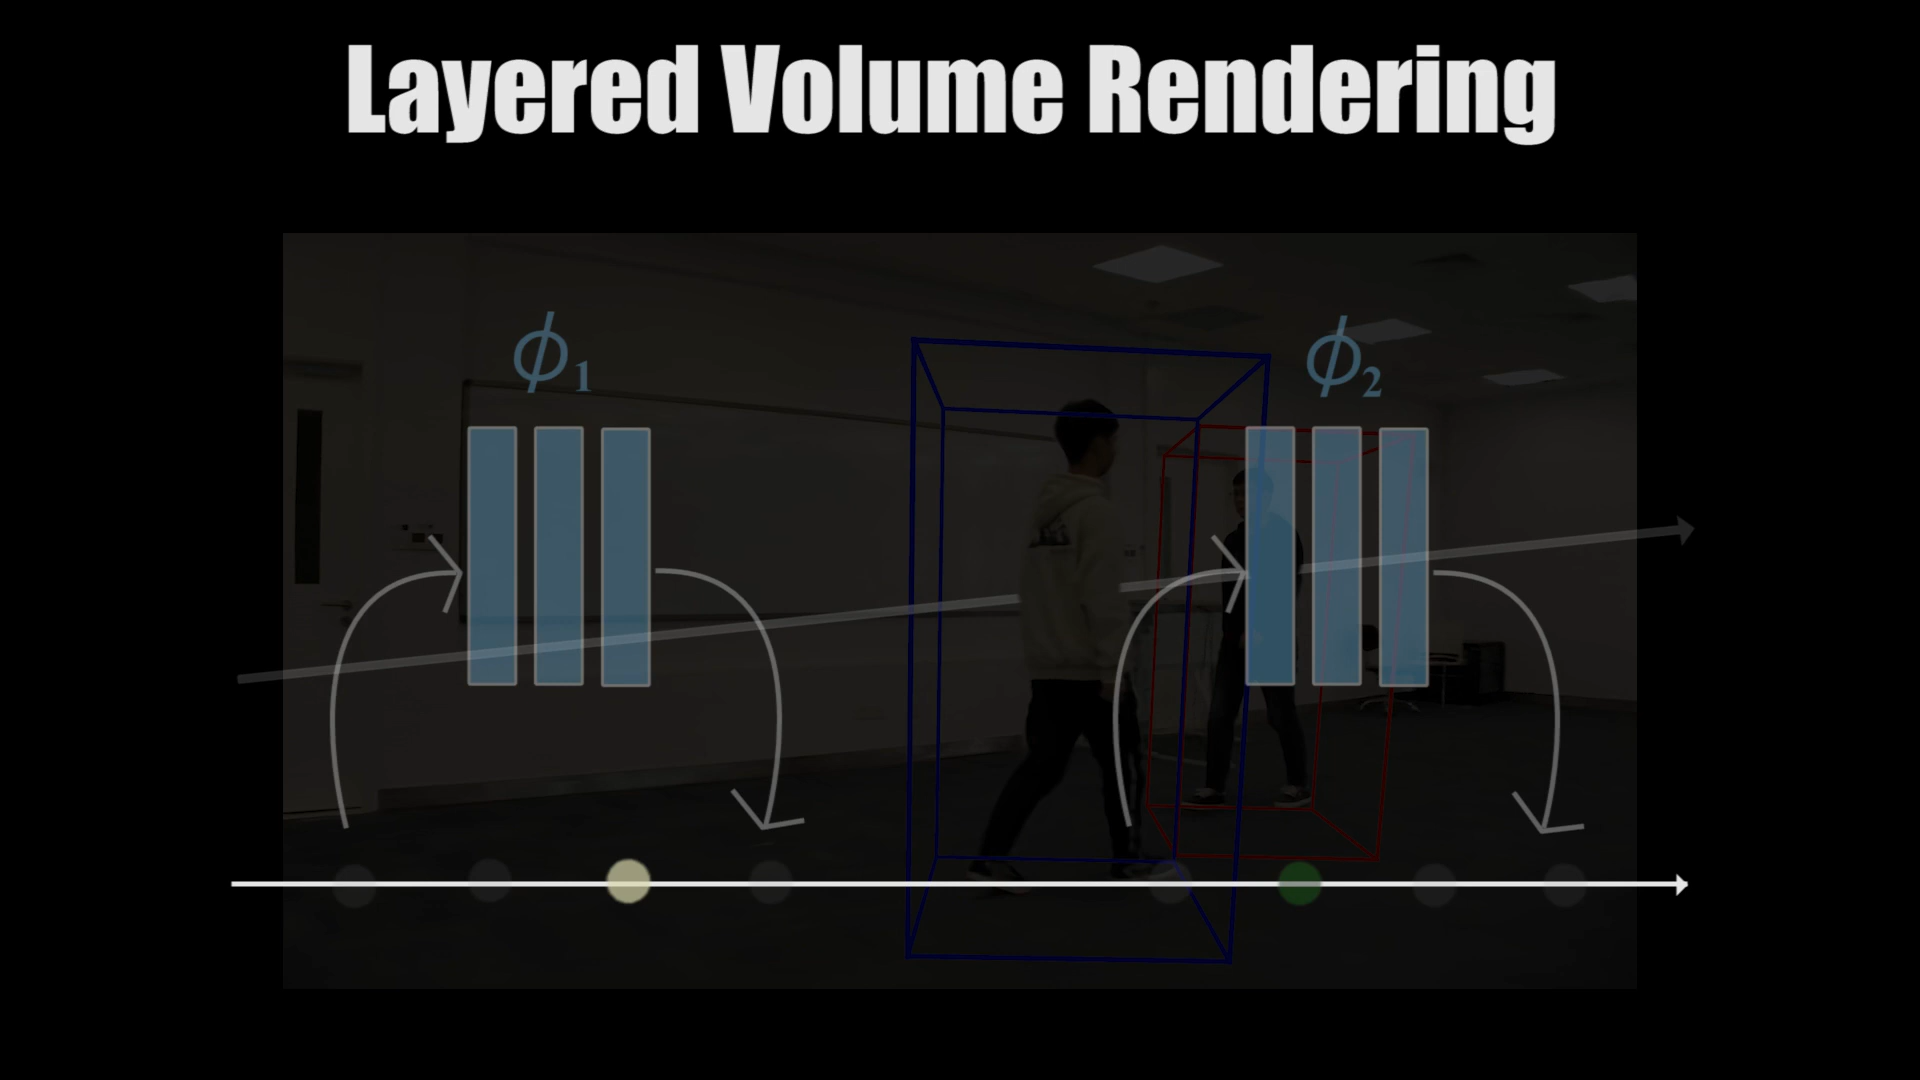 Layered Volume Rendering
ϕ₁
ϕ₂